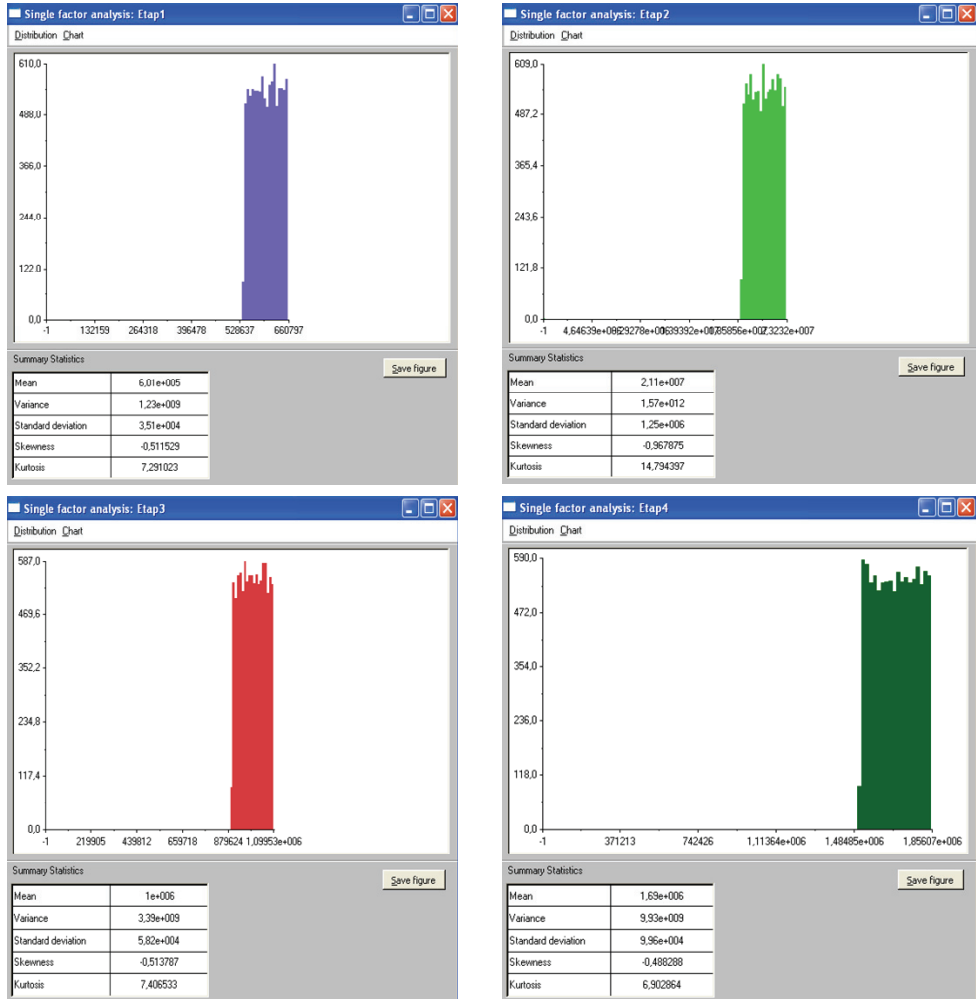 Single factor analysis: Etap1
Distribution Chart
610,0
488,0
366,0
244,0
122,0
0,0
-1 132159 264318 396478 528637 660797
Summary Statistics
Save figure
Mean 6,01e+005
Variance 1,23e+009
Standard deviation 3,51e+004
Skewness -0,511529
Kurtosis 7,291023
Single factor analysis: Etap2
Distribution Chart
609,0
487,2
365,4
243,6
121,8
0,0
-1
Summary Statistics
Save figure
Mean 2,11e+007
Variance 1,57e+012
Standard deviation 1,25e+006
Skewness -0,967875
Kurtosis 14,794397
Single factor analysis: Etap3
Distribution Chart
587,0
469,6
352,2
234,8
117,4
0,0
-1 219905 439812 659718 879624 1,09953e+006
Summary Statistics
Save figure
Mean 1e+006
Variance 3,39e+009
Standard deviation 5,82e+004
Skewness -0,513787
Kurtosis 7,406533
Single factor analysis: Etap4
Distribution Chart
590,0
472,0
354,0
236,0
118,0
0,0
-1 371213 742426 1,11364e+006 1,48485e+006 1,85607e+006
Summary Statistics
Save figure
Mean 1,69e+006
Variance 9,93e+009
Standard deviation 9,96e+004
Skewness -0,488288
Kurtosis 6,902864